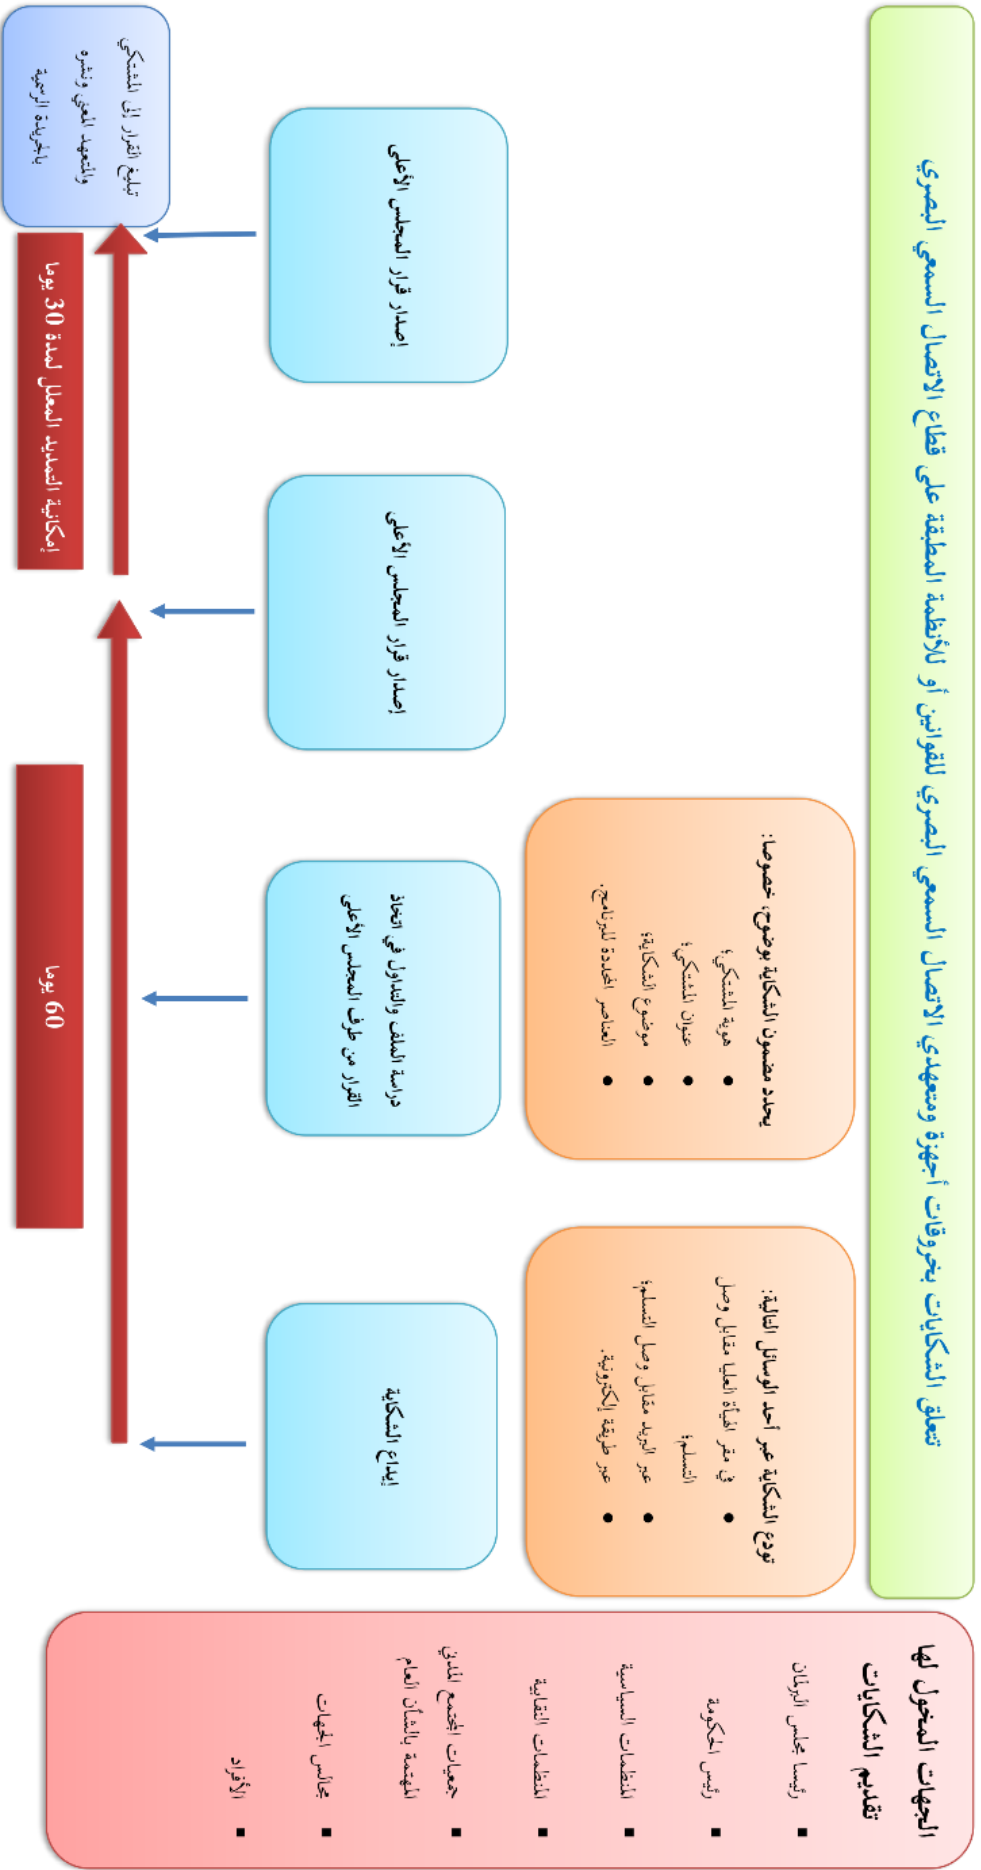 تتعلق الشكايات بخروقات أجهزة ومتعهدي الاتصال السمعي البصري للقوانين أو للأنظمة المطبقة على قطاع الاتصال السمعي البصري
الجهات المخول لها
تقديم الشكايات
▪ رئيسا مجلس البرلمان
▪ رئيس الحكومة
▪ المنظمات السياسية
▪ المنظمات النقابية
▪ جمعيات المجتمع المدني
المهتمة بالشأن العام
▪ مجالس الجهات
▪ الأفراد
تودع الشكاية عبر أحد الوسائل التالية:
● في مقر الهيأة العليا مقابل وصل
التسلم؛
● عبر البريد مقابل وصل التسلم؛
● عبر طريقة إلكترونية.
يحدد مضمون الشكاية بوضوح، خصوصا:
● هوية المشتكي؛
● عنوان المشتكي؛
● موضوع الشكاية؛
● العناصر المحددة للبرنامج.
إيداع الشكاية
دراسة الملف والتداول في اتخاذ
القرار من طرف المجلس الأعلى
إصدار قرار المجلس الأعلى
إصدار قرار المجلس الأعلى
60 يوما
إمكانية التمديد المعلل لمدة 30 يوما
تبليغ القرار إلى المشتكي
والمتعهد المعني ونشره
بالجريدة الرسمية